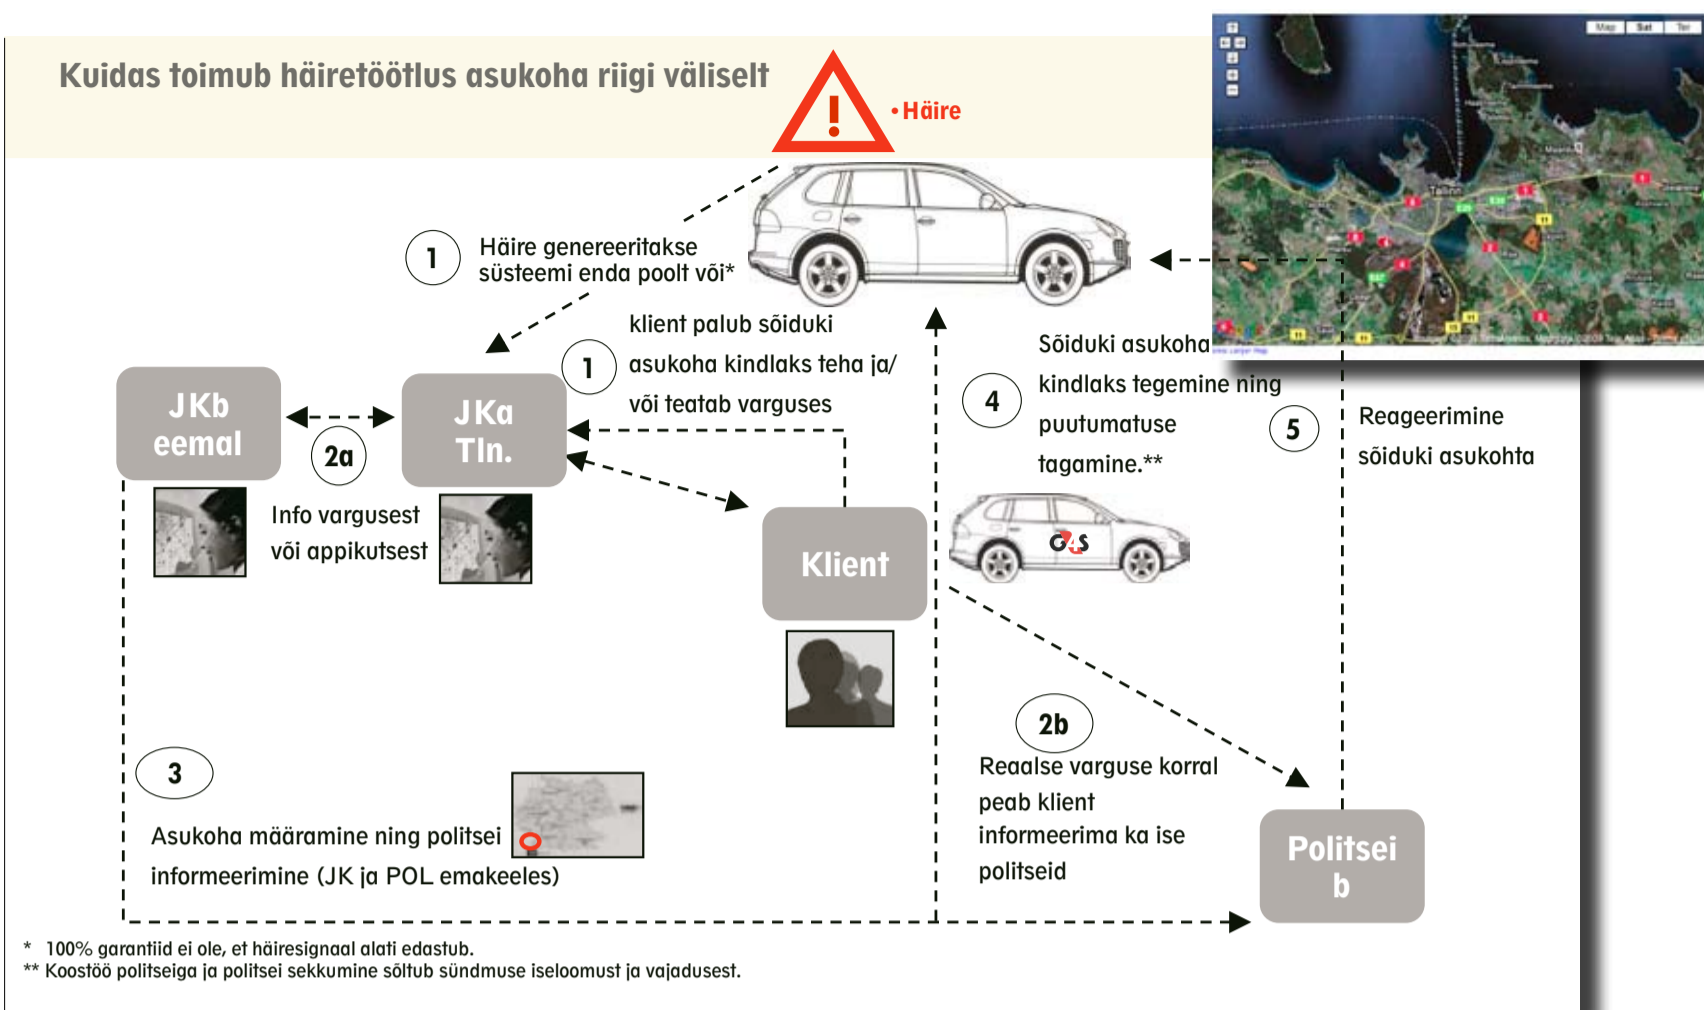 Kuidas toimub häiretöötlus asukoha riigi väliselt
• Häire
Map Sat Ter
Tallinn
1
Häire genereeritakse
süsteemi enda poolt või*
1
klient palub sõiduki
asukoha kindlaks teha ja/
või teatab varguses
JKb
eemal
2a
JKa
Tln.
Info vargusest
või appikutsest
4
Sõiduki asukoha
kindlaks tegemine ning
puutumatuse
tagamine.**
5
Reageerimine
sõiduki asukohta
G4S
Klient
2b
Reaalse varguse korral
peab klient
informeerima ka ise
politseid
3
Asukoha määramine ning politsei
informeerimine (JK ja POL emakeeles)
Politsei
b
* 100% garantiid ei ole, et häiresignaal alati edastub.
** Koostöö politseiga ja politsei sekkumine sõltub sündmuse iseloomust ja vajadusest.